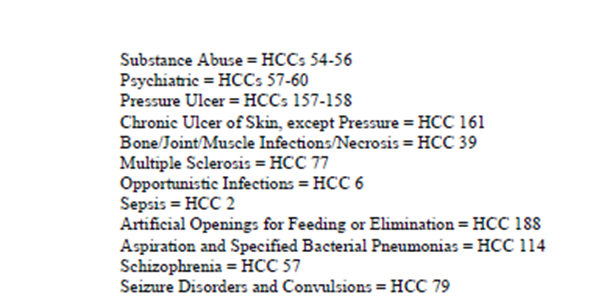 Substance Abuse = HCCs 54-56
Psychiatric = HCCs 57-60
Pressure Ulcer = HCCs 157-158
Chronic Ulcer of Skin, except Pressure = HCC 161
Bone/Joint/Muscle Infections/Necrosis = HCC 39
Multiple Sclerosis = HCC 77
Opportunistic Infections = HCC 6
Sepsis = HCC 2
Artificial Openings for Feeding or Elimination = HCC 188
Aspiration and Specified Bacterial Pneumonias = HCC 114
Schizophrenia = HCC 57
Seizure Disorders and Convulsions = HCC 79